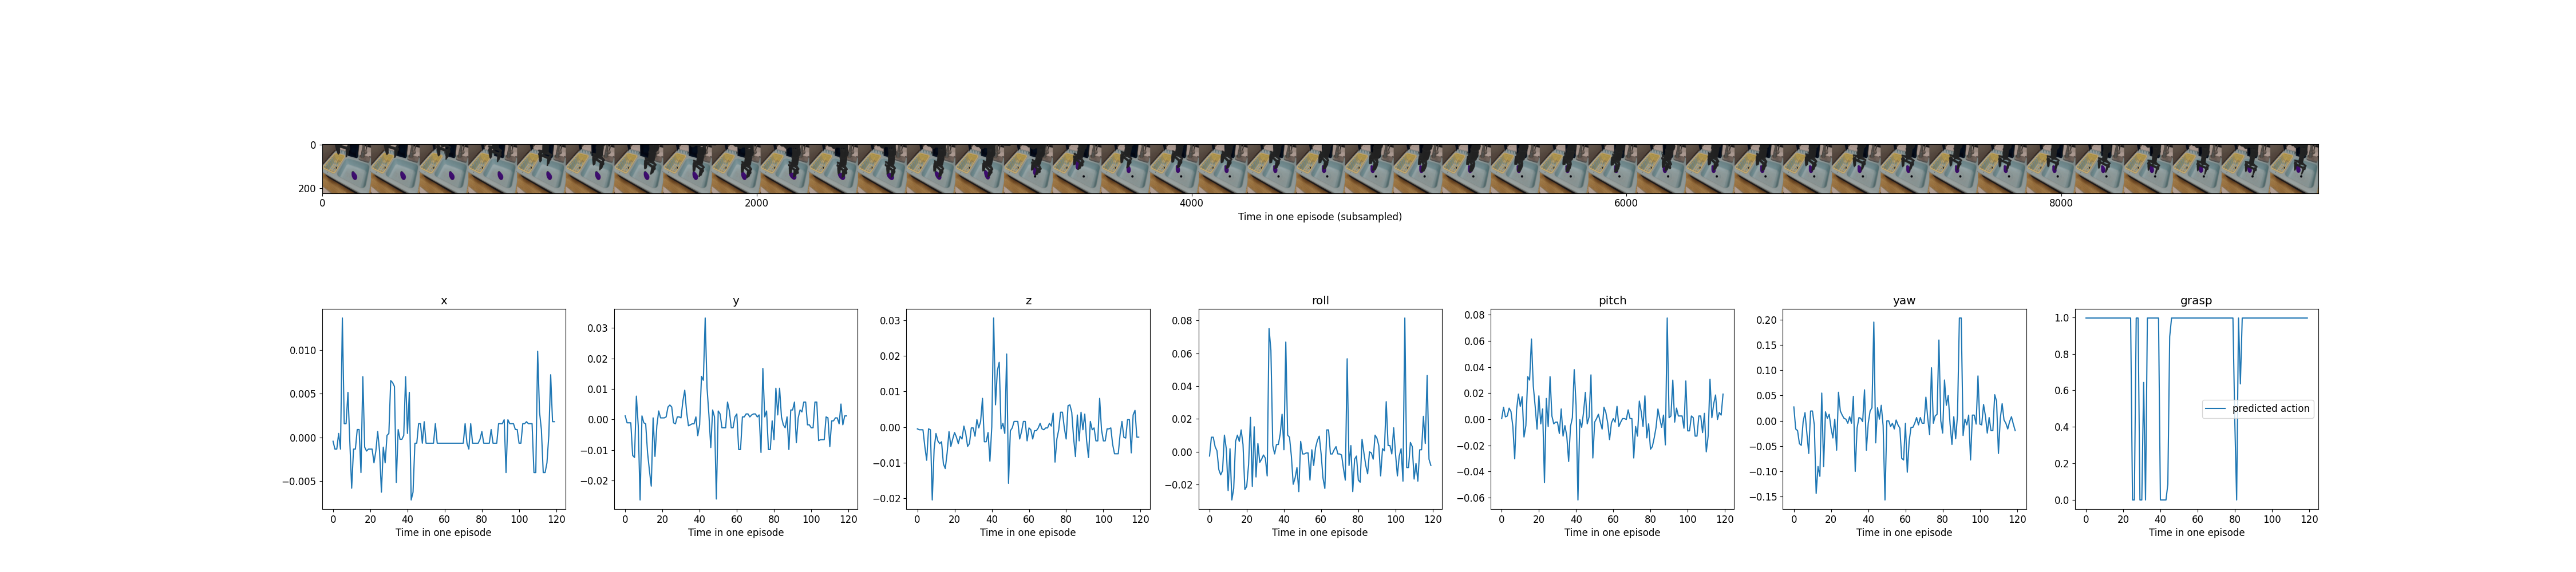 0
200
0 2000 4000 6000 8000
Time in one episode (subsampled)
x
0.010
0.005
0.000
−0.005
0 20 40 60 80 100 120
Time in one episode
y
0.03
0.02
0.01
0.00
−0.01
−0.02
0 20 40 60 80 100 120
Time in one episode
z
0.03
0.02
0.01
0.00
−0.01
−0.02
0 20 40 60 80 100 120
Time in one episode
roll
0.08
0.06
0.04
0.02
0.00
−0.02
0 20 40 60 80 100 120
Time in one episode
pitch
0.08
0.06
0.04
0.02
0.00
−0.02
−0.04
−0.06
0 20 40 60 80 100 120
Time in one episode
yaw
0.20
0.15
0.10
0.05
0.00
−0.05
−0.10
−0.15
0 20 40 60 80 100 120
Time in one episode
grasp
1.0
0.8
0.6
0.4
0.2
0.0
predicted action
0 20 40 60 80 100 120
Time in one episode